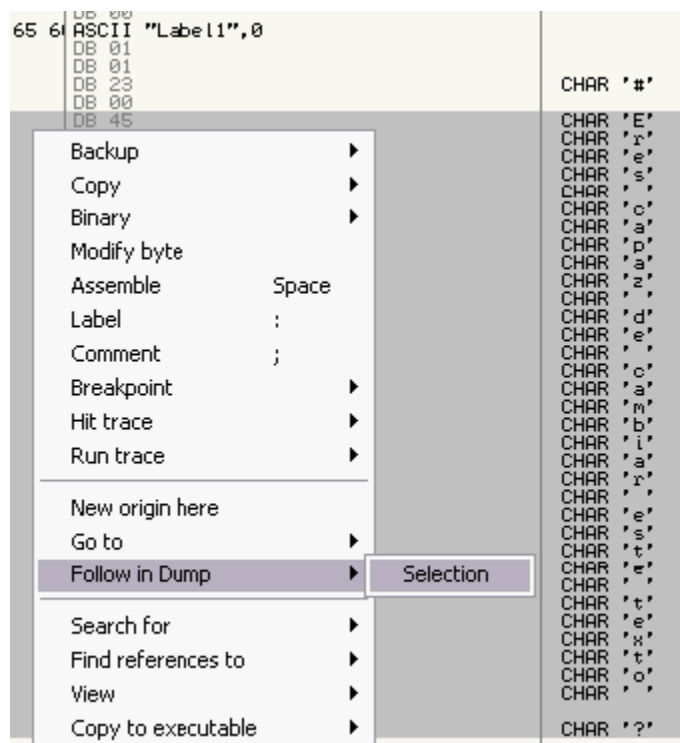 DB 00
65 6 ASCII "Label1",0
DB 01
DB 01
DB 23 CHAR '#'
DB 00
DB 45 CHAR 'E'
CHAR 'r'
CHAR 'e'
CHAR 's'
CHAR ' '
CHAR 'c'
CHAR 'a'
CHAR 'p'
CHAR 'a'
CHAR 'z'
CHAR ' '
CHAR 'd'
CHAR 'e'
CHAR ' '
CHAR 'c'
CHAR 'a'
CHAR 'm'
CHAR 'b'
CHAR 'i'
CHAR 'a'
CHAR 'r'
CHAR ' '
CHAR 'e'
CHAR 's'
CHAR 't'
CHAR 'e'
CHAR ' '
CHAR 't'
CHAR 'e'
CHAR 'x'
CHAR 't'
CHAR 'o'
CHAR ' '
CHAR '?'
Backup
Copy
Binary
Modify byte
Assemble Space
Label :
Comment ;
Breakpoint
Hit trace
Run trace
New origin here
Go to
Follow in Dump
Selection
Search for
Find references to
View
Copy to executable